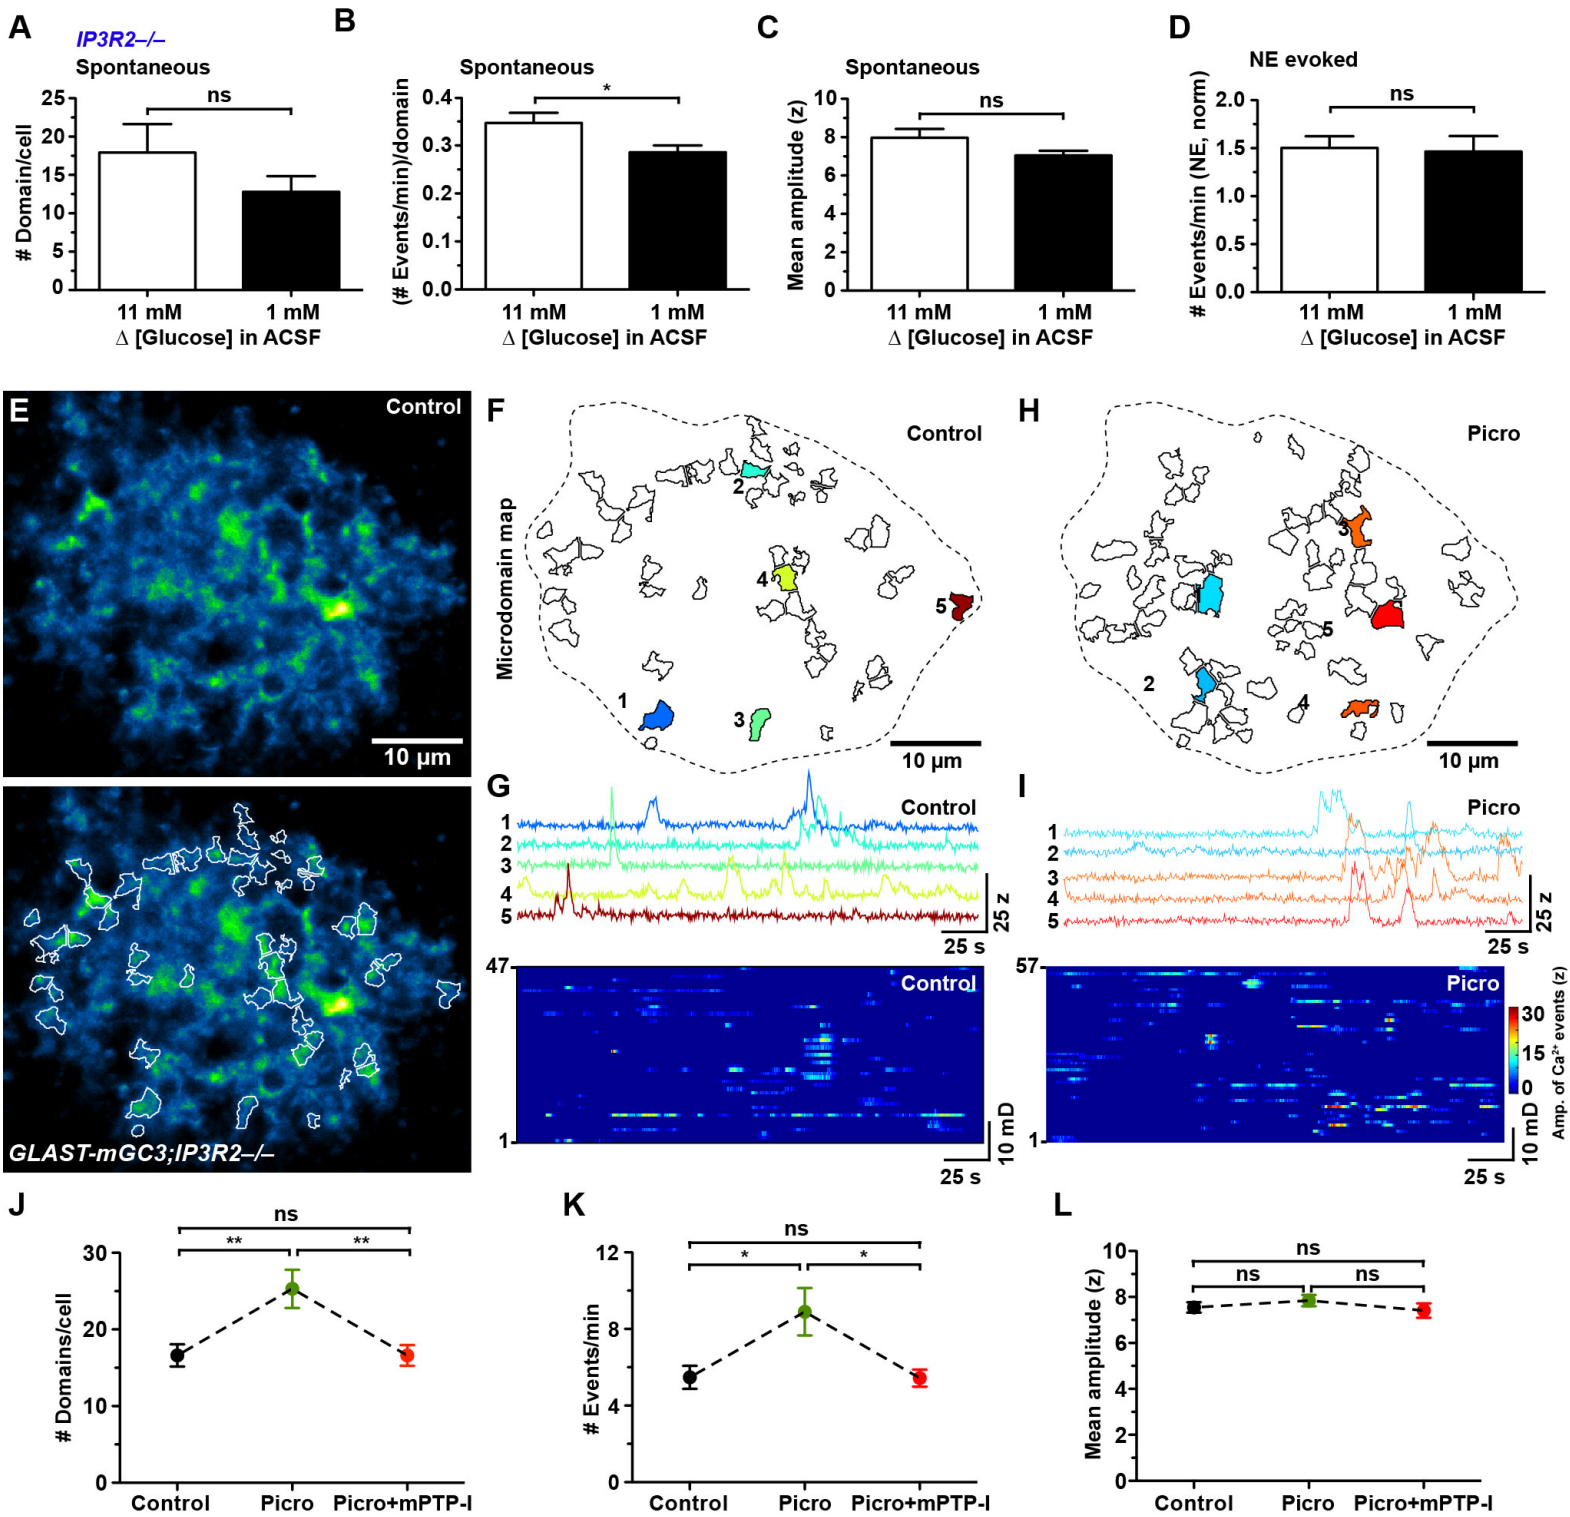 A
IP3R2–/–
Spontaneous
# Domain/cell
25
20
15
10
5
0
ns
11 mM
1 mM
Δ [Glucose] in ACSF
B
Spontaneous
(# Events/min)/domain
0.4
0.3
0.2
0.1
0.0
*
11 mM
1 mM
Δ [Glucose] in ACSF
C
Spontaneous
Mean amplitude (z)
10
8
6
4
2
0
ns
11 mM
1 mM
Δ [Glucose] in ACSF
D
NE evoked
# Events/min (NE, norm)
2.0
1.5
1.0
0.5
0.0
ns
11 mM
1 mM
Δ [Glucose] in ACSF
E
Control
10 µm
GLAST-mGC3;IP3R2–/–
F
Control
Microdomain map
2
4
5
1
3
10 µm
H
Picro
3
1
5
2
4
10 µm
G
Control
1
2
3
4
5
25 z
25 s
47
Control
1
10 mD
25 s
I
Picro
1
2
3
4
5
25 z
25 s
57
Picro
1
10 mD
25 s
30
15
0
Amp. of Ca²⁺ events (z)
J
# Domains/cell
30
20
10
0
ns
**
**
Control
Picro
Picro+mPTP-I
K
# Events/min
12
8
4
0
ns
*
*
Control
Picro
Picro+mPTP-I
L
Mean amplitude (z)
10
8
6
4
2
0
ns
ns
ns
Control
Picro
Picro+mPTP-I